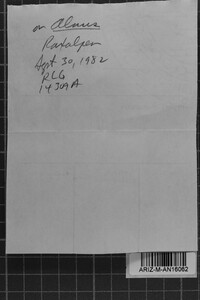 on Alnus
Apr 30, 1982
RLG
14309A
ARIZ-M-AN16062